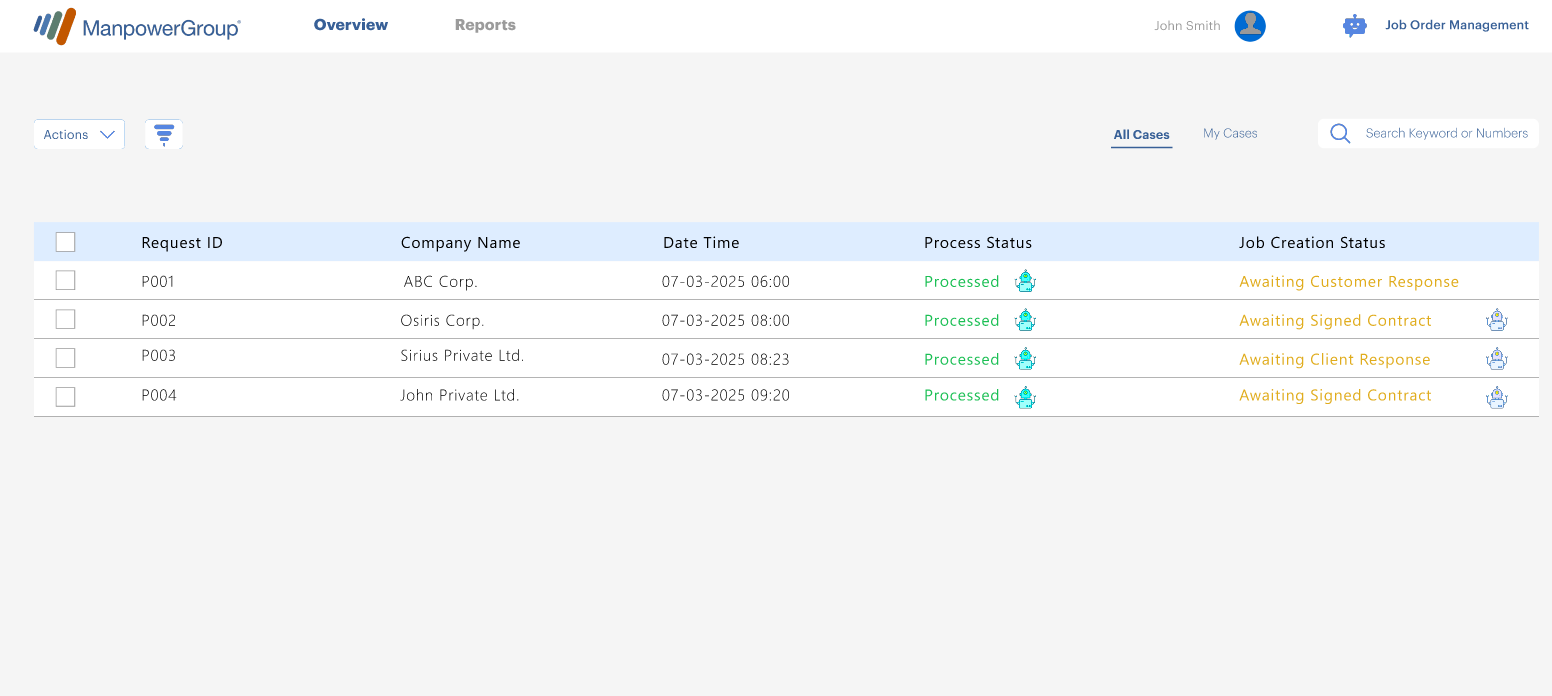 ManpowerGroup® Overview Reports John Smith Job Order Management
Actions All Cases My Cases Search Keyword or Numbers
Request ID Company Name Date Time Process Status Job Creation Status
P001 ABC Corp. 07-03-2025 06:00 Processed Awaiting Customer Response
P002 Osiris Corp. 07-03-2025 08:00 Processed Awaiting Signed Contract
P003 Sirius Private Ltd. 07-03-2025 08:23 Processed Awaiting Client Response
P004 John Private Ltd. 07-03-2025 09:20 Processed Awaiting Signed Contract